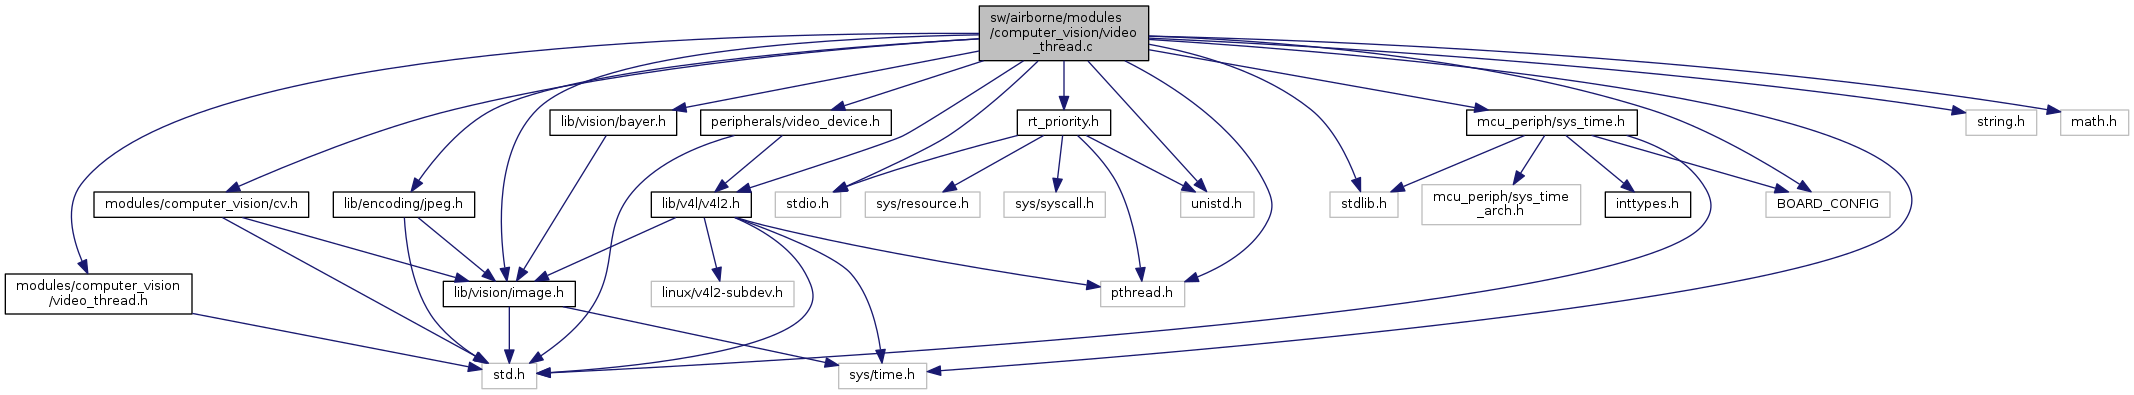 sw/airborne/modules
/computer_vision/video
_thread.c
lib/vision/bayer.h
peripherals/video_device.h
rt_priority.h
mcu_periph/sys_time.h
string.h
math.h
modules/computer_vision/cv.h
lib/encoding/jpeg.h
lib/v4l/v4l2.h
stdio.h
sys/resource.h
sys/syscall.h
unistd.h
stdlib.h
mcu_periph/sys_time
_arch.h
inttypes.h
BOARD_CONFIG
modules/computer_vision
/video_thread.h
lib/vision/image.h
linux/v4l2-subdev.h
pthread.h
std.h
sys/time.h